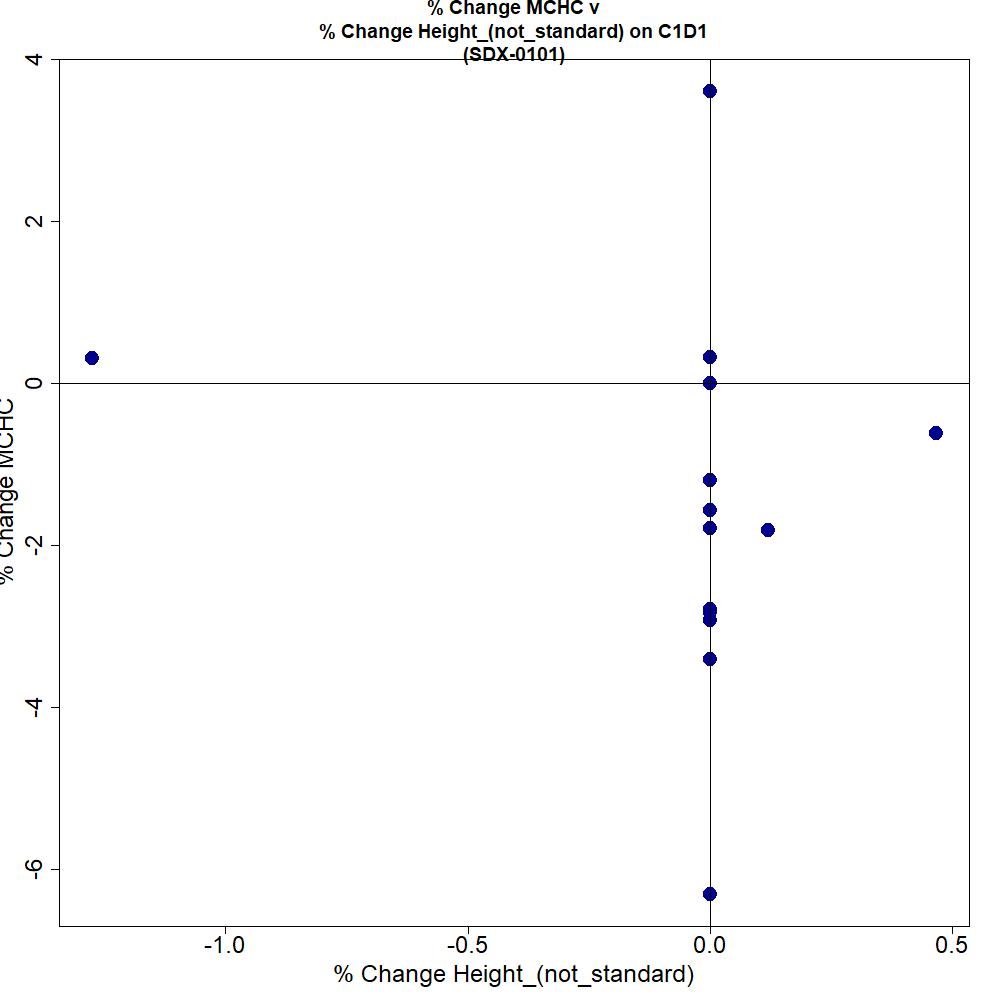 % Change MCHC v
% Change Height_(not_standard) on C1D1
(SDX-0101)
4
2
0
-2
-4
-6
% Change MCHC
-1.0
-0.5
0.0
0.5
% Change Height_(not_standard)